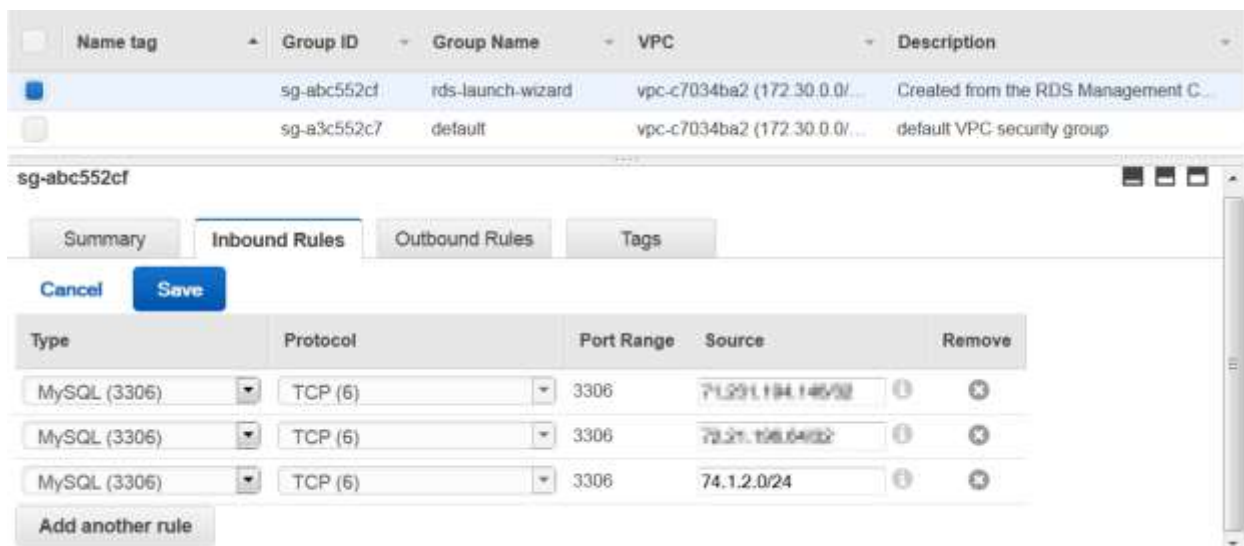 Name tag Group ID Group Name VPC Description
sg-abc552cf rds-launch-wizard vpc-c7034ba2 (172.30.0.0/... Created from the RDS Management C...
sg-a3c552c7 default vpc-c7034ba2 (172.30.0.0/... default VPC security group
sg-abc552cf
Summary Inbound Rules Outbound Rules Tags
Cancel Save
Type Protocol Port Range Source Remove
MySQL (3306) TCP (6) 3306
MySQL (3306) TCP (6) 3306
MySQL (3306) TCP (6) 3306 74.1.2.0/24
Add another rule